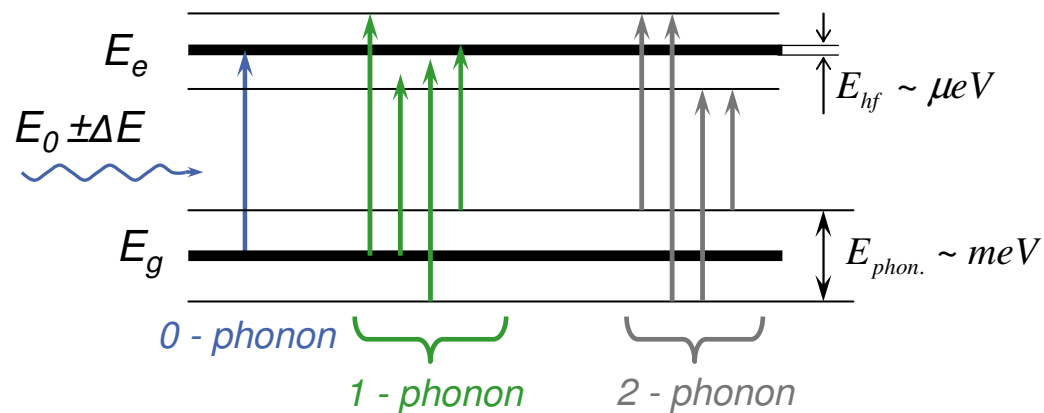 E_e
E_hf ~ μeV
E_0 ±ΔE
E_g
E_phon. ~ meV
0 - phonon
1 - phonon
2 - phonon